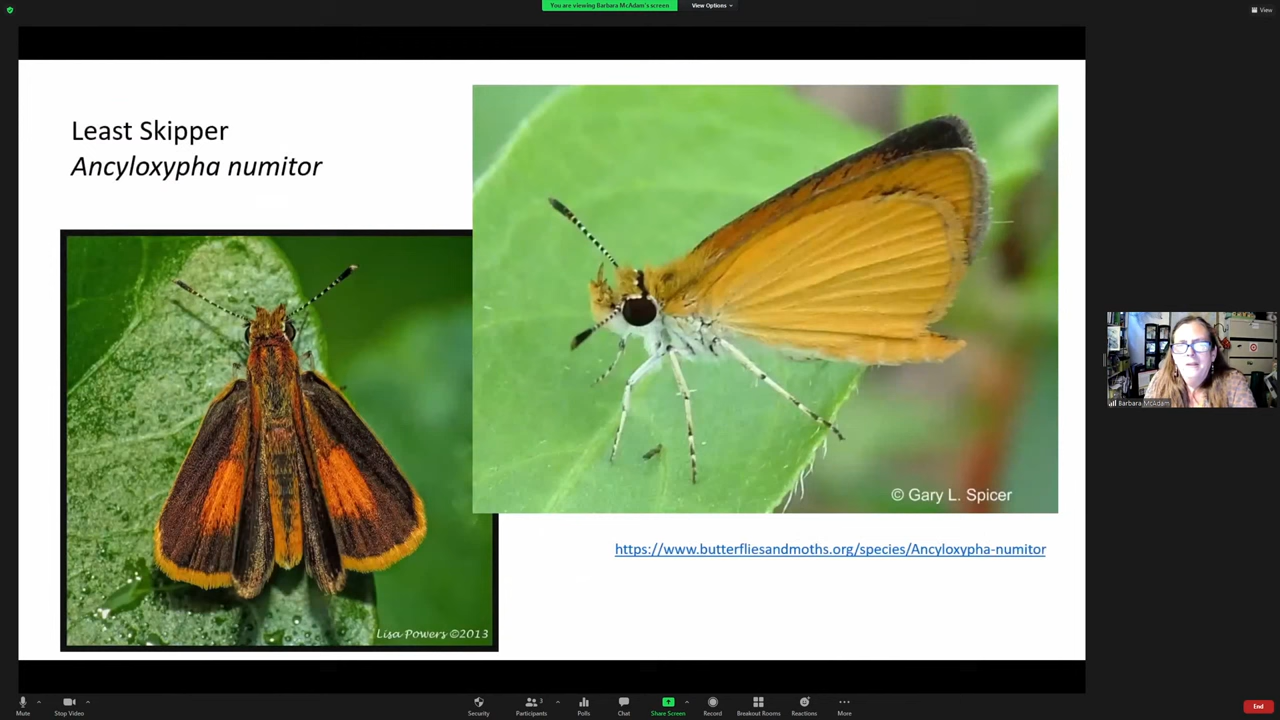 You are viewing Barbara McAdam's screen
View Options
View
Least Skipper
Ancyloxypha numitor
© Gary L. Spicer
https://www.butterfliesandmoths.org/species/Ancyloxypha-numitor
Lisa Powers ©2013
Barbara McAdam
Mute
Stop Video
Security
Participants
3
Polls
Chat
Share Screen
Record
Breakout Rooms
Reactions
More
End